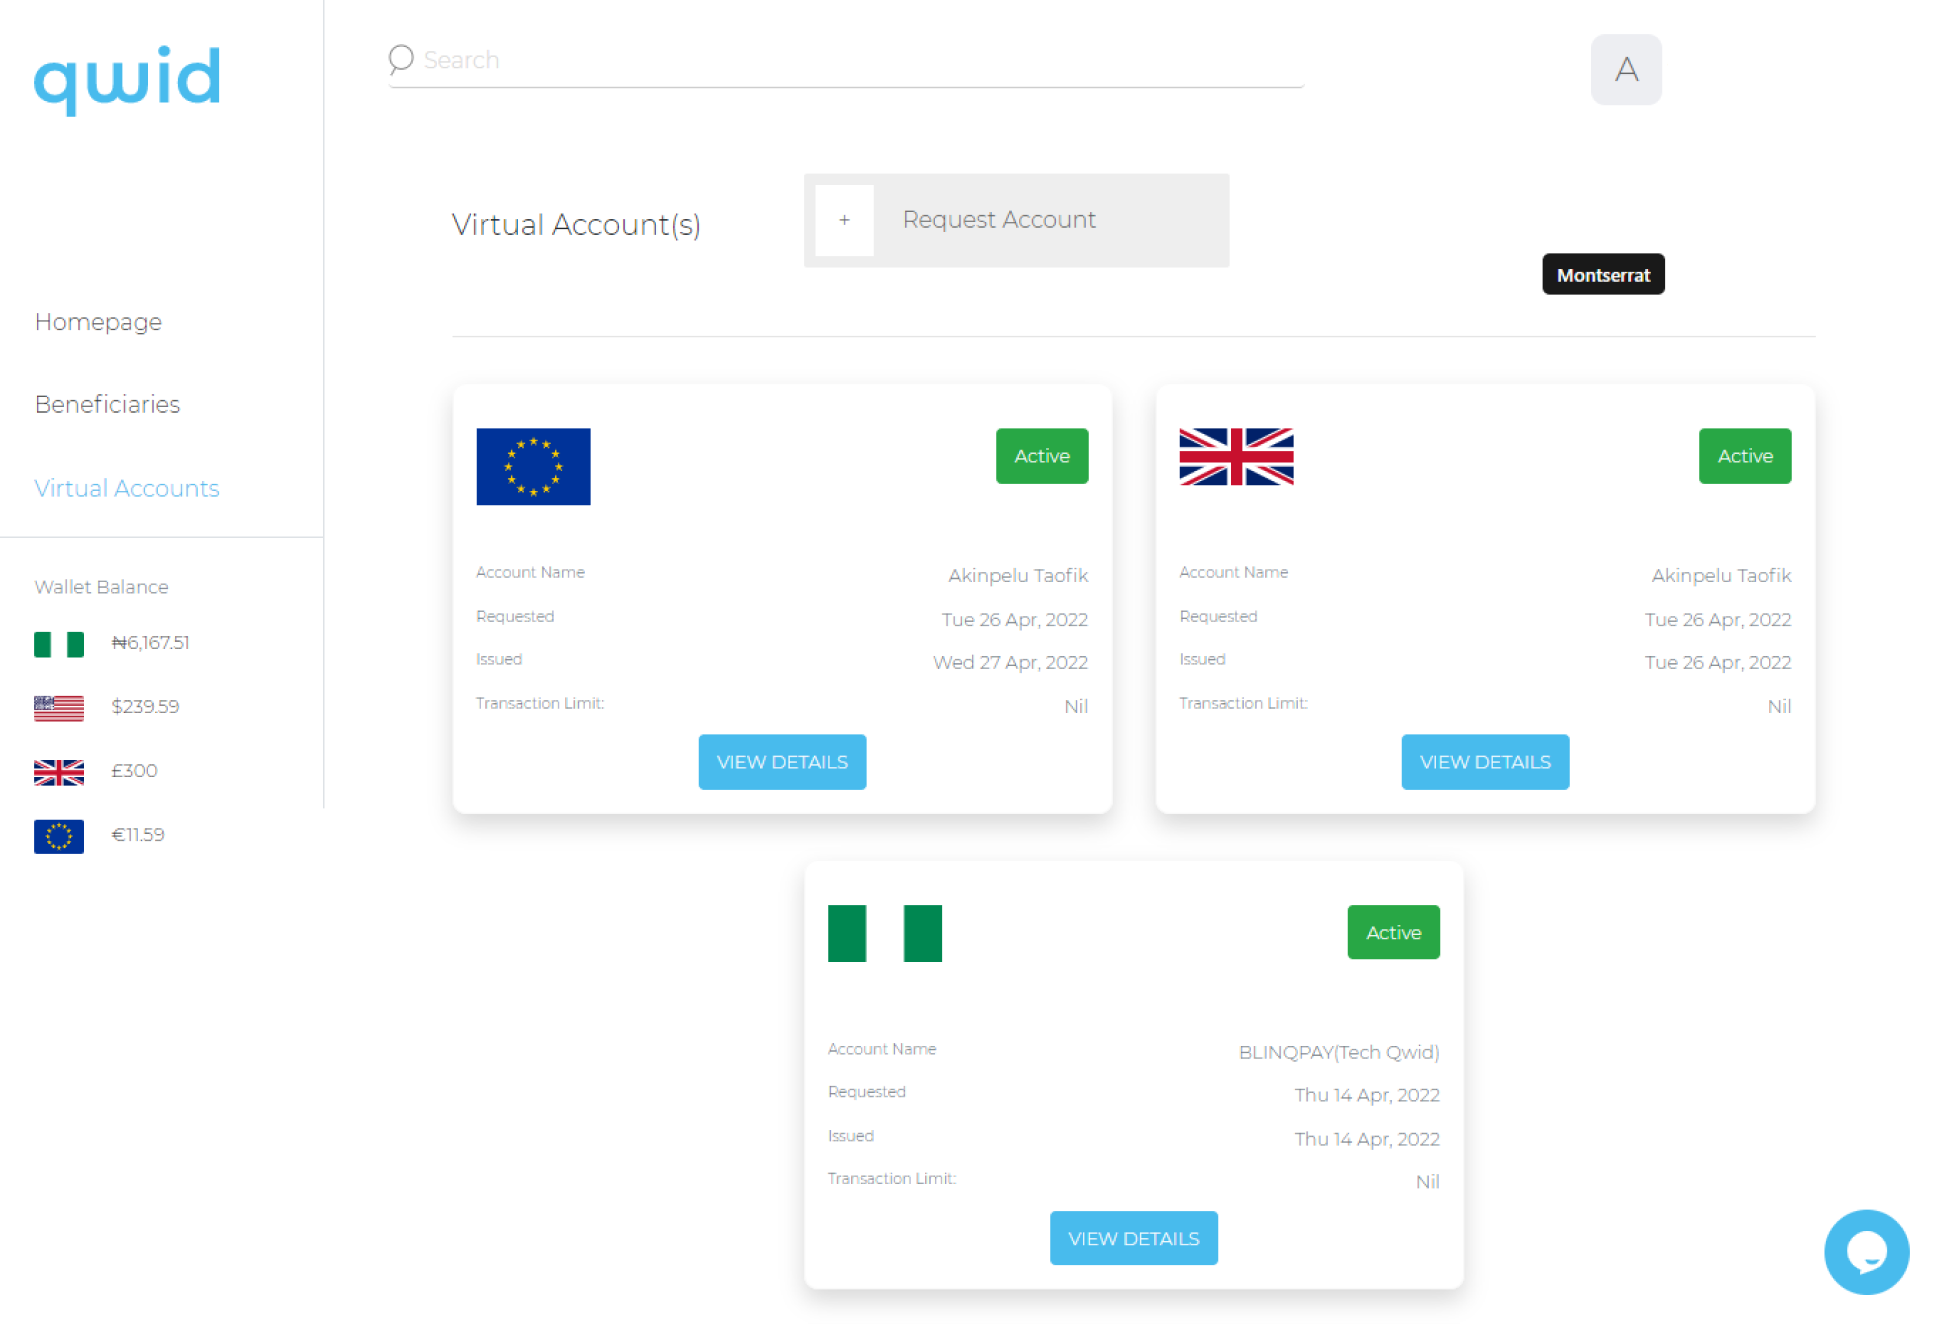 qwid
Search
A
Virtual Account(s)
+ Request Account
Montserrat
Homepage
Beneficiaries
Virtual Accounts
Wallet Balance
₦6,167.51
$239.59
£300
€11.59
Active
Account Name Akinpelu Taofik
Requested Tue 26 Apr, 2022
Issued Wed 27 Apr, 2022
Transaction Limit: Nil
VIEW DETAILS
Active
Account Name Akinpelu Taofik
Requested Tue 26 Apr, 2022
Issued Tue 26 Apr, 2022
Transaction Limit: Nil
VIEW DETAILS
Active
Account Name BLINQPAY(Tech Qwid)
Requested Thu 14 Apr, 2022
Issued Thu 14 Apr, 2022
Transaction Limit: Nil
VIEW DETAILS